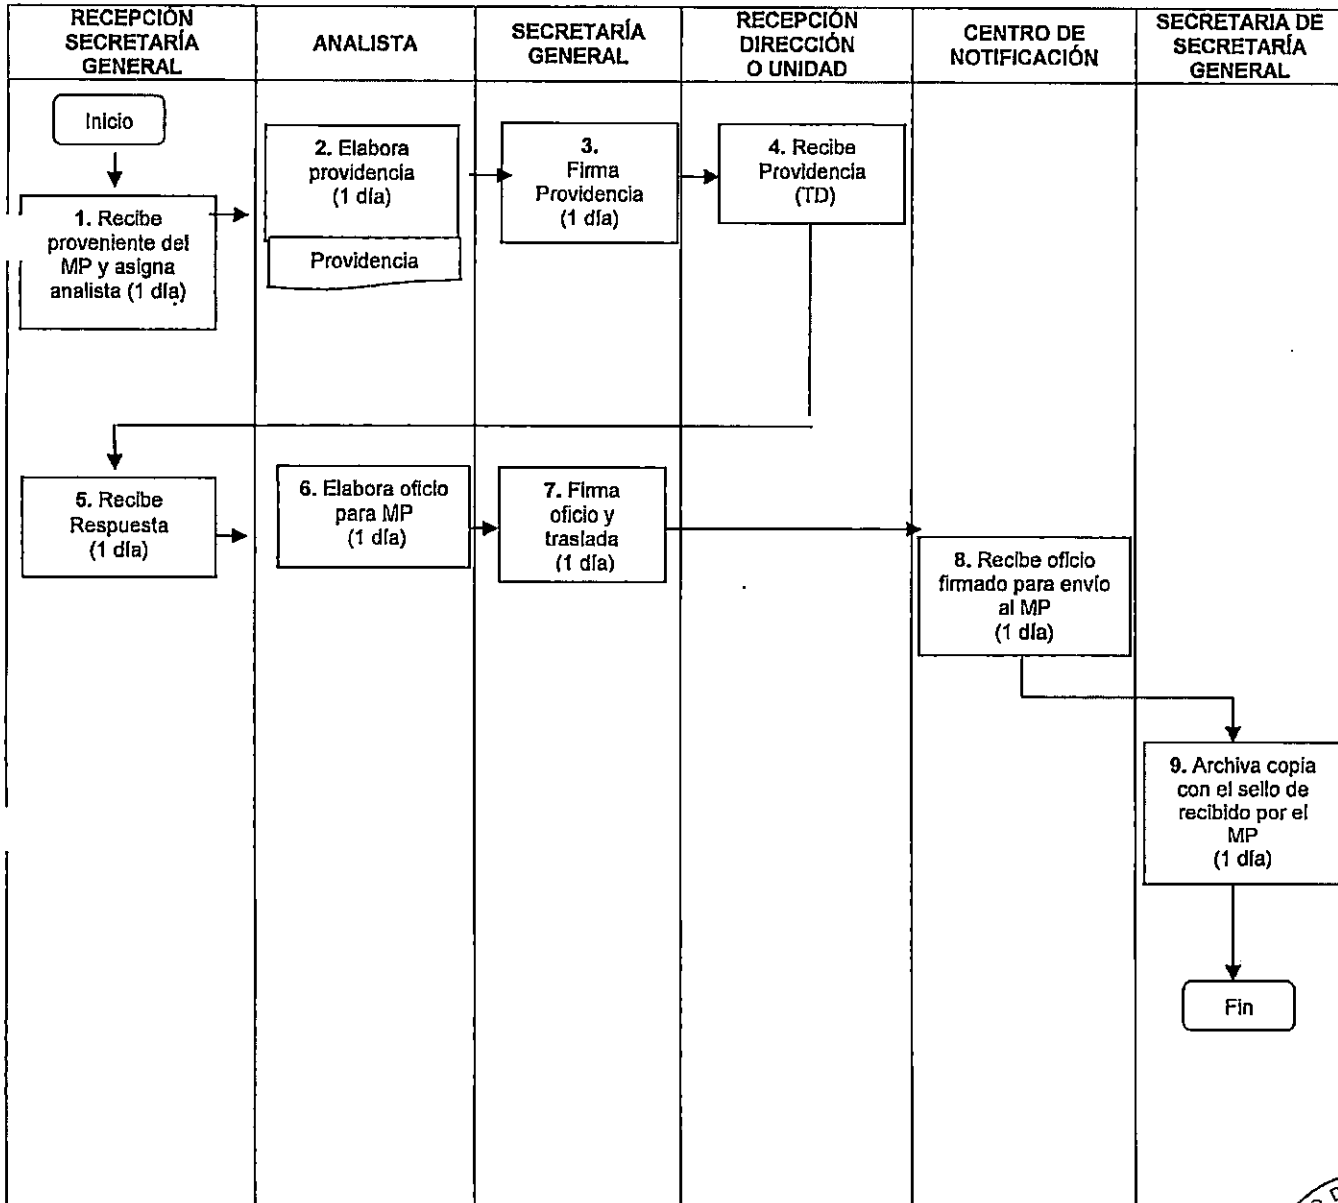 RECEPCIÓN
SECRETARÍA
GENERAL
ANALISTA
SECRETARÍA
GENERAL
RECEPCIÓN
DIRECCIÓN
O UNIDAD
CENTRO DE
NOTIFICACIÓN
SECRETARIA DE
SECRETARÍA
GENERAL
Inicio
1. Recibe
proveniente del
MP y asigna
analista (1 día)
2. Elabora
providencia
(1 día)
Providencia
3.
Firma
Providencia
(1 día)
4. Recibe
Providencia
(TD)
5. Recibe
Respuesta
(1 día)
6. Elabora oficio
para MP
(1 día)
7. Firma
oficio y
traslada
(1 día)
8. Recibe oficio
firmado para envío
al MP
(1 día)
9. Archiva copia
con el sello de
recibido por el
MP
(1 día)
Fin